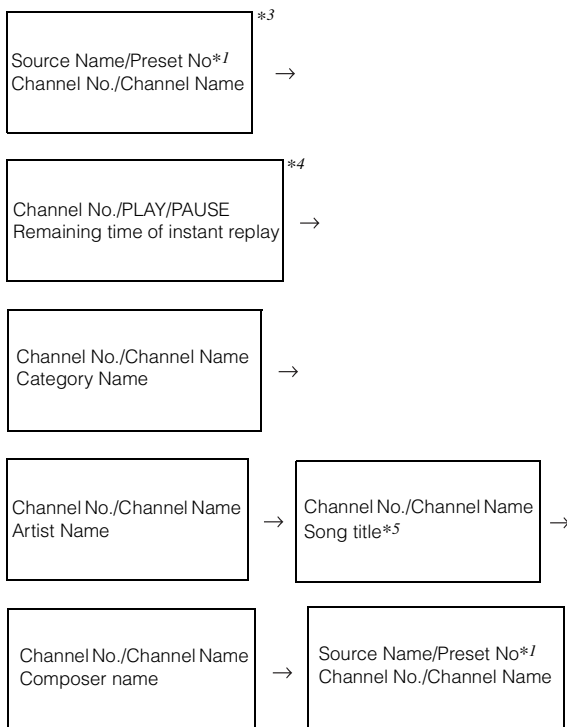 *3
Source Name/Preset No*1
Channel No./Channel Name
→
*4
Channel No./PLAY/PAUSE
Remaining time of instant replay
→
Channel No./Channel Name
Category Name
→
Channel No./Channel Name
Artist Name
→
Channel No./Channel Name
Song title*5
→
Channel No./Channel Name
Composer name
→
Source Name/Preset No*1
Channel No./Channel Name